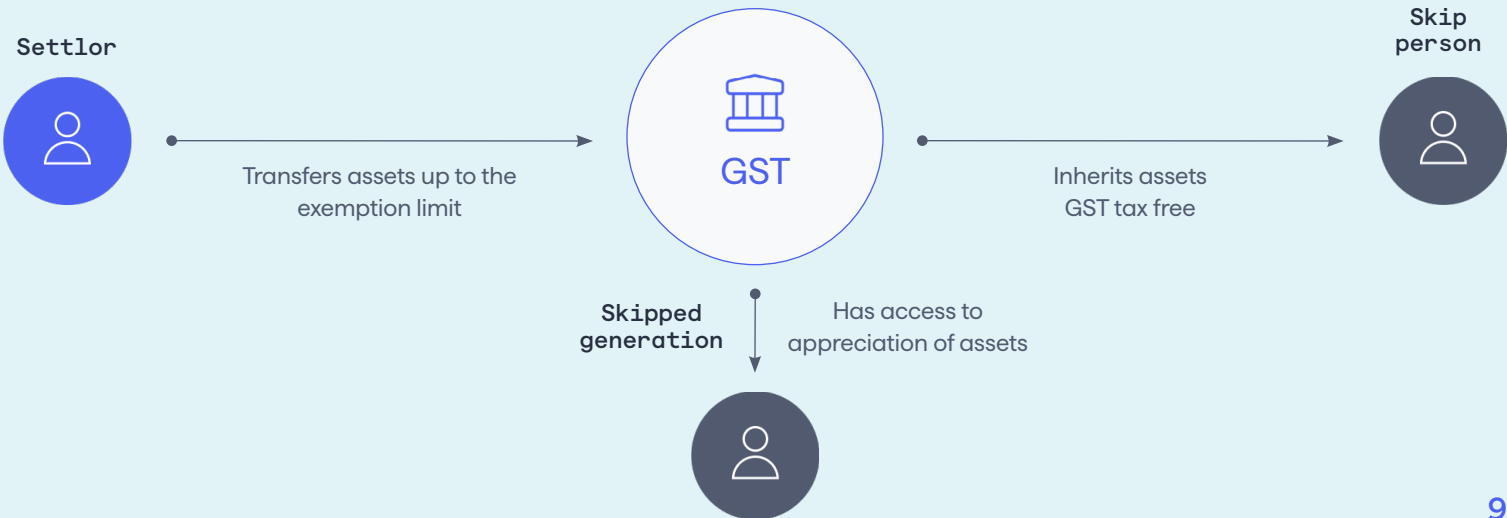 Settlor
Transfers assets up to the
exemption limit
GST
Skip
person
Inherits assets
GST tax free
Skipped
generation
Has access to
appreciation of assets
9